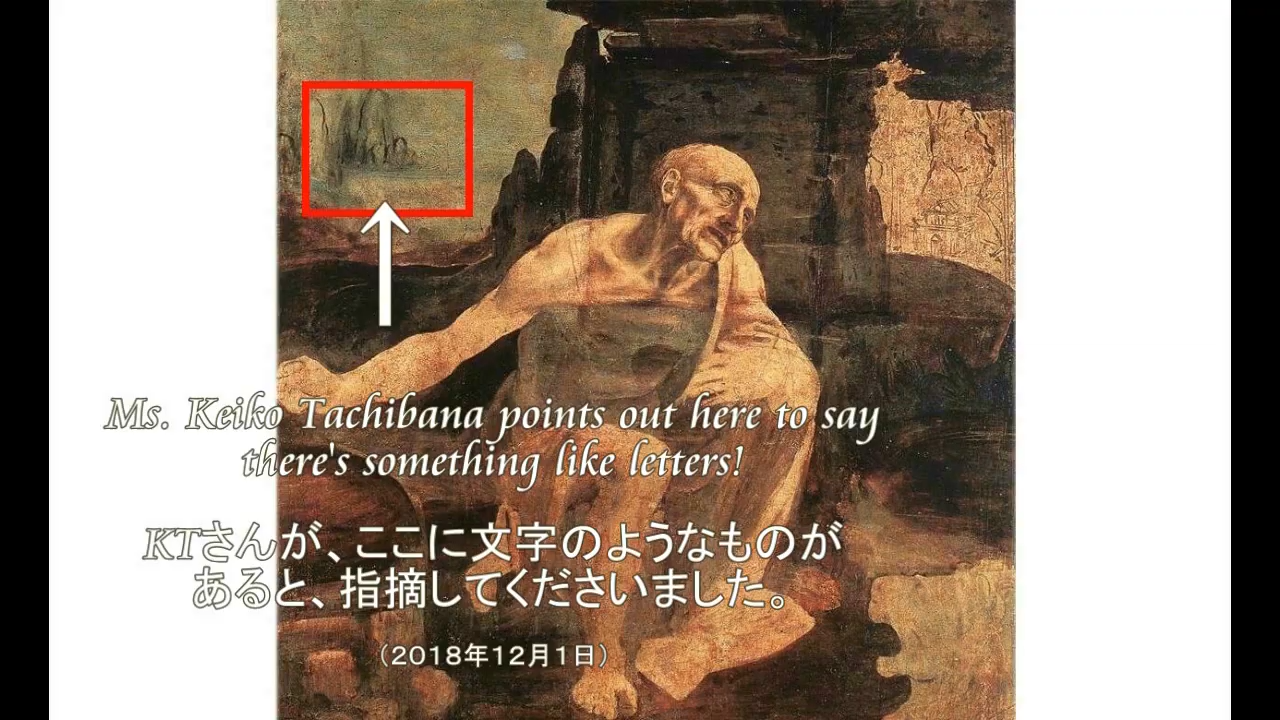 Ms. Keiko Tachibana points out here to say
there's something like letters!
KTさんが、ここに文字のようなものが
あると、指摘してくださいました。
（2018年12月1日）